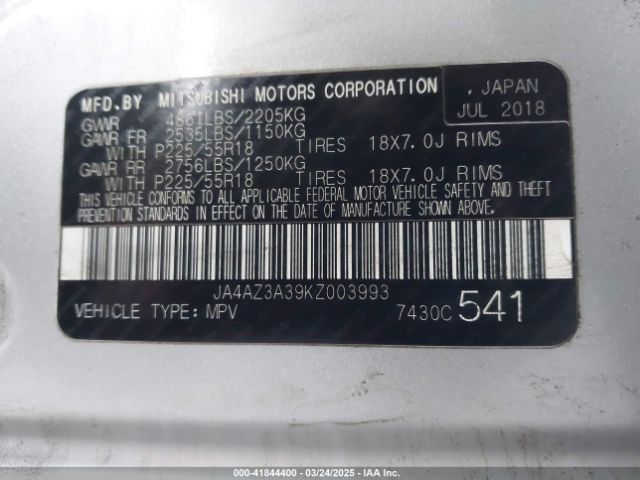 MFD.BY MITSUBISHI MOTORS CORPORATION
, JAPAN
JUL 2018
GVWR 4861LBS/2205KG
GAWR FR 2535LBS/1150KG
WITH P225/55R18 TIRES 18X7.0J RIMS
GAWR RR 2756LBS/1250KG
WITH P225/55R18 TIRES 18X7.0J RIMS
THIS VEHICLE CONFORMS TO ALL APPLICABLE FEDERAL MOTOR VEHICLE SAFETY AND THEFT
PREVENTION STANDARDS IN EFFECT ON THE DATE OF MANUFACTURE SHOWN ABOVE.
JA4AZ3A39KZ003993
VEHICLE TYPE: MPV 7430C 541
000-41844400 - 03/24/2025 - IAAI.CA